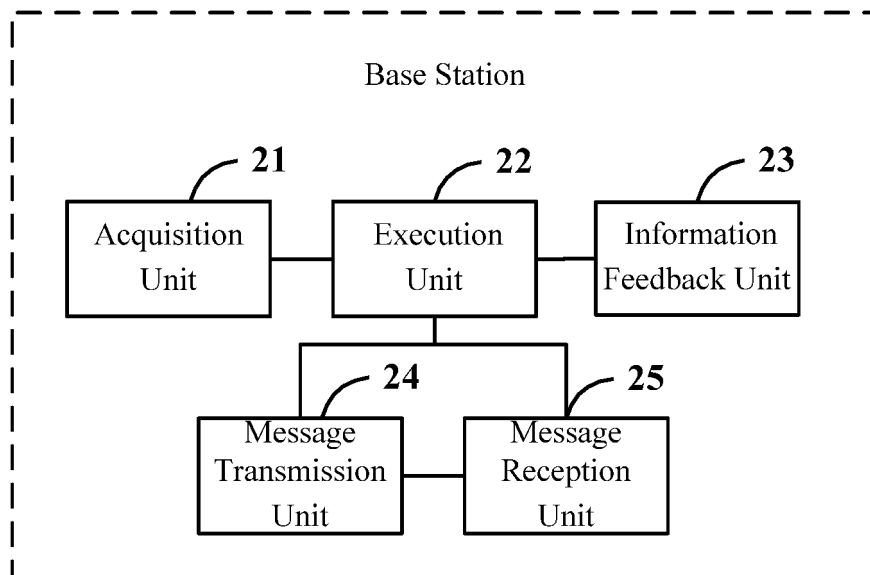 Base Station
21
22
23
Acquisition
Unit
Execution
Unit
Information
Feedback Unit
24
25
Message
Transmission
Unit
Message
Reception
Unit